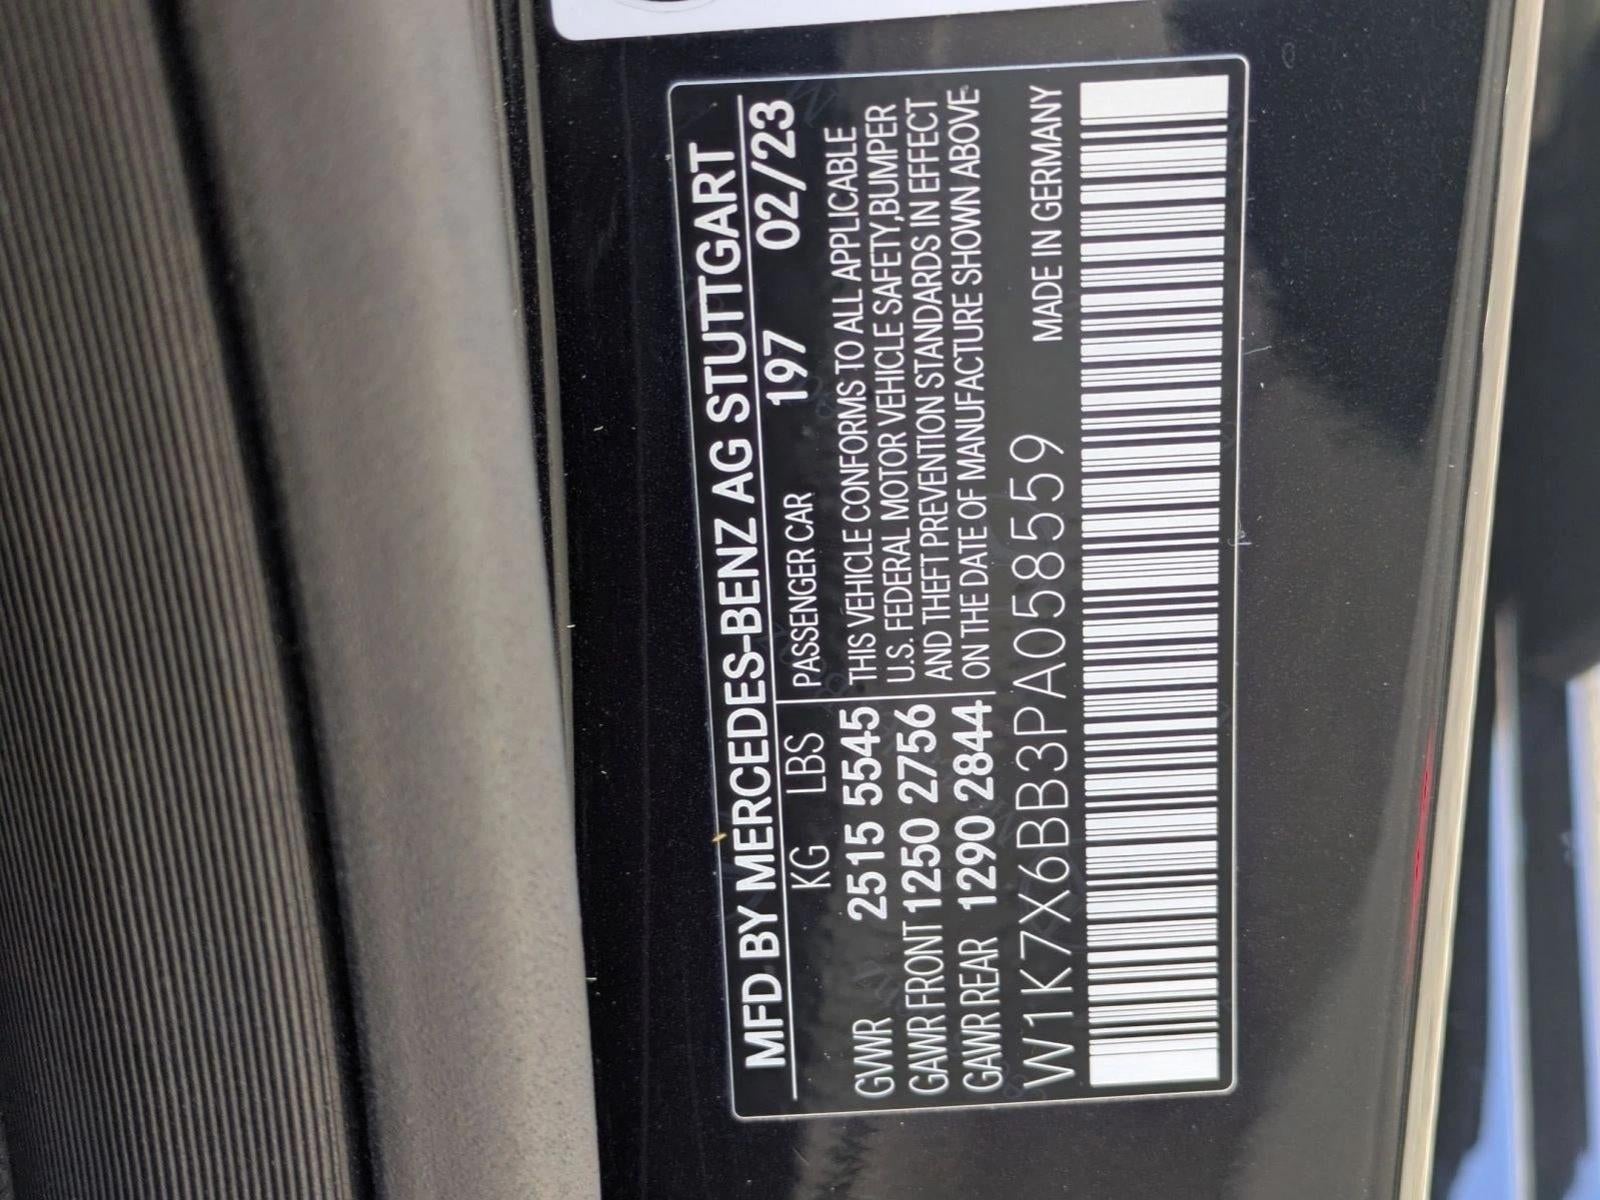 MFD BY MERCEDES-BENZ AG STUTTGART
KG LBS PASSENGER CAR 197 02/23
GVWR 2515 5545 THIS VEHICLE CONFORMS TO ALL APPLICABLE
GAWR FRONT 1250 2756 U.S. FEDERAL MOTOR VEHICLE SAFETY,BUMPER
AND THEFT PREVENTION STANDARDS IN EFFECT
GAWR REAR 1290 2844 ON THE DATE OF MANUFACTURE SHOWN ABOVE
MADE IN GERMANY
W1K7X6BB3PA058559